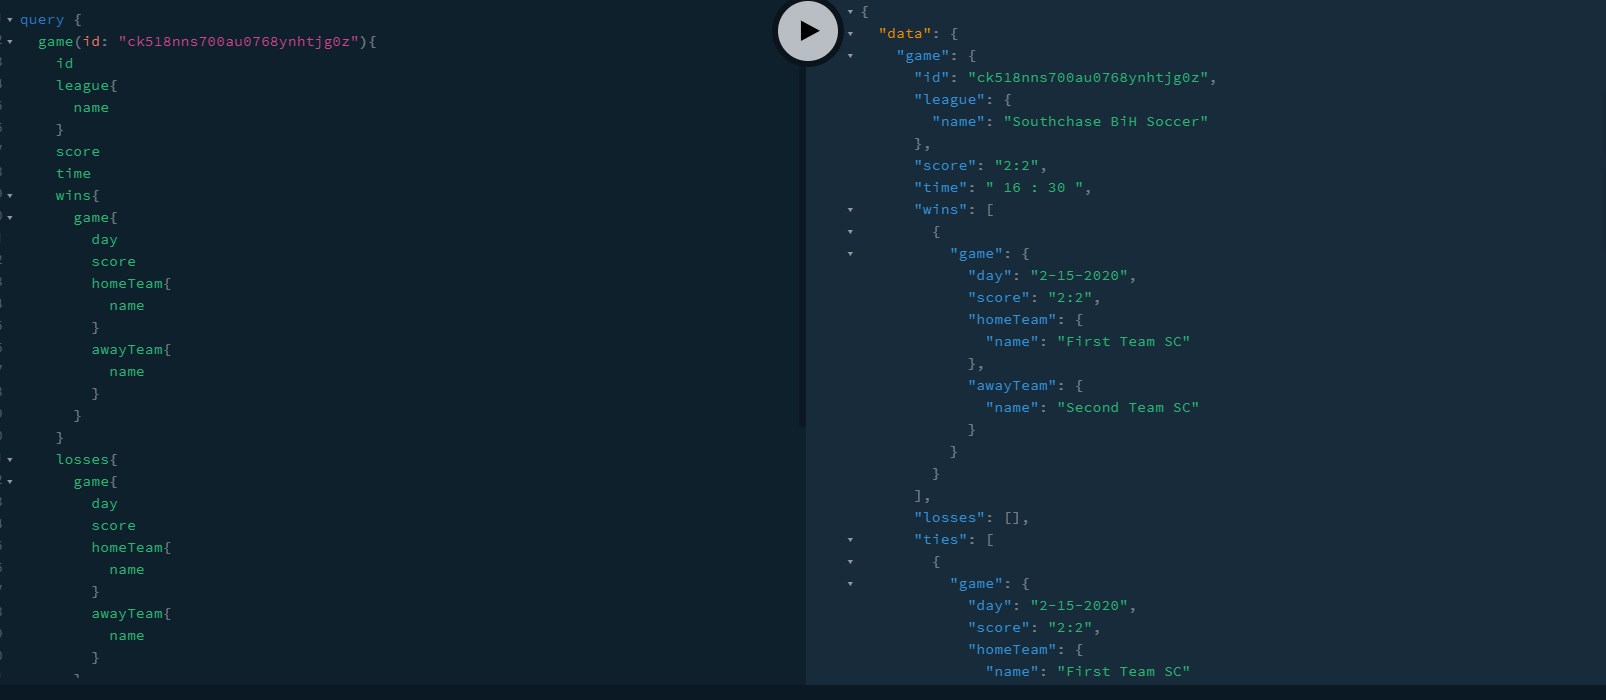 query {
game(id: "ck518nns700au0768ynhtjg0z"){
id
league{
name
}
score
time
wins{
game{
day
score
homeTeam{
name
}
awayTeam{
name
}
}
}
losses{
game{
day
score
homeTeam{
name
}
awayTeam{
name
}
{
"data": {
"game": {
"id": "ck518nns700au0768ynhtjg0z",
"league": {
"name": "Southchase BiH Soccer"
},
"score": "2:2",
"time": " 16 : 30 ",
"wins": [
{
"game": {
"day": "2-15-2020",
"score": "2:2",
"homeTeam": {
"name": "First Team SC"
},
"awayTeam": {
"name": "Second Team SC"
}
}
}
],
"losses": [],
"ties": [
{
"game": {
"day": "2-15-2020",
"score": "2:2",
"homeTeam": {
"name": "First Team SC"